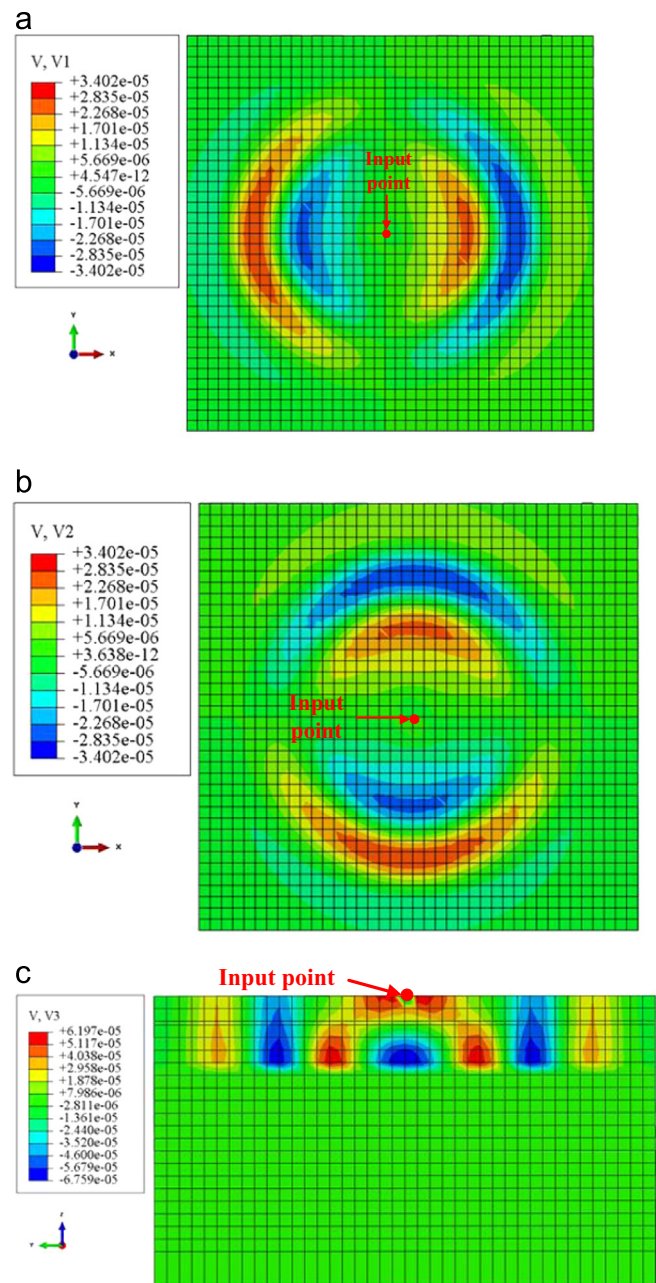 a
V, V1
+3.402e-05
+2.835e-05
+2.268e-05
+1.701e-05
+1.134e-05
+5.669e-06
+4.547e-12
-5.669e-06
-1.134e-05
-1.701e-05
-2.268e-05
-2.835e-05
-3.402e-05
Input
point
Y
X
b
V, V2
+3.402e-05
+2.835e-05
+2.268e-05
+1.701e-05
+1.134e-05
+5.669e-06
+3.638e-12
-5.669e-06
-1.134e-05
-1.701e-05
-2.268e-05
-2.835e-05
-3.402e-05
Input
point
Y
X
c
Input point
V, V3
+6.197e-05
+5.117e-05
+4.038e-05
+2.958e-05
+1.878e-05
+7.986e-06
-2.811e-06
-1.361e-05
-2.440e-05
-3.520e-05
-4.600e-05
-5.679e-05
-6.759e-05
Z
Y